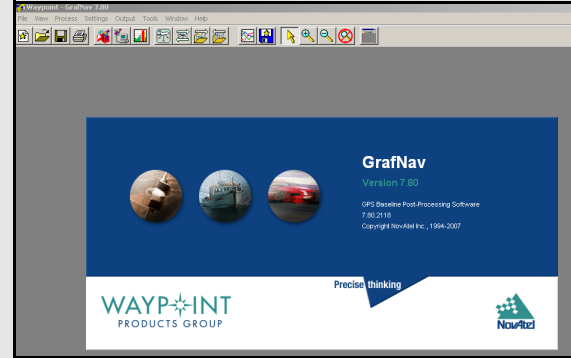 Waypoint - GrafNav 7.80
File View Process Settings Output Tools Window Help
GrafNav
Version 7.80
GPS Baseline Post-Processing Software
7.80.2118
Copyright NovAtel Inc., 1994-2007
Precise thinking
WAYPOINT
PRODUCTS GROUP
NovAtel